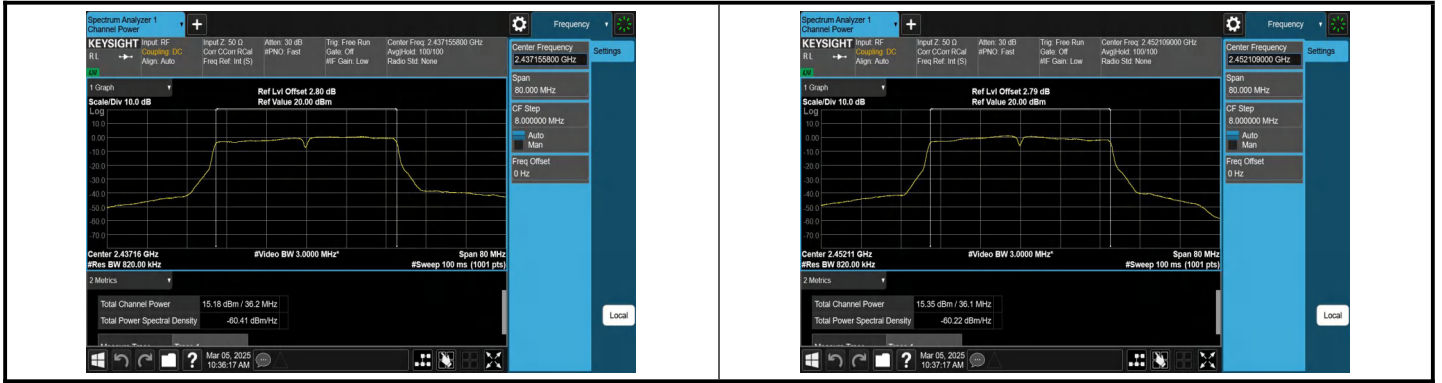 Spectrum Analyzer 1
Channel Power
Frequency
KEYSIGHT
Input: RF
Input Z: 50 Ω
Atten: 30 dB
Trig: Free Run
Center Freq: 2.437155800 GHz
RL
Coupling: DC
Corr CCorr RCal
#PNO: Fast
Gate: Off
Avg|Hold: 100/100
Align: Auto
Freq Ref: Int (S)
#IF Gain: Low
Radio Std: None
Center Frequency
2.437155800 GHz
Settings
Span
80.000 MHz
CF Step
8.000000 MHz
Auto
Man
Freq Offset
0 Hz
1 Graph
Scale/Div 10.0 dB
Ref Lvl Offset 2.80 dB
Ref Value 20.00 dBm
Log
10.0
0.00
-10.0
-20.0
-30.0
-40.0
-50.0
-60.0
-70.0
Center 2.43716 GHz
#Video BW 3.0000 MHz*
Span 80 MHz
#Res BW 820.00 kHz
#Sweep 100 ms (1001 pts)
2 Metrics
Total Channel Power 15.18 dBm / 36.2 MHz
Total Power Spectral Density -60.41 dBm/Hz
Local
Mar 05, 2025
10:36:17 AM
Spectrum Analyzer 1
Channel Power
Frequency
KEYSIGHT
Input: RF
Input Z: 50 Ω
Atten: 30 dB
Trig: Free Run
Center Freq: 2.452109000 GHz
RL
Coupling: DC
Corr CCorr RCal
#PNO: Fast
Gate: Off
Avg|Hold: 100/100
Align: Auto
Freq Ref: Int (S)
#IF Gain: Low
Radio Std: None
Center Frequency
2.452109000 GHz
Settings
Span
80.000 MHz
CF Step
8.000000 MHz
Auto
Man
Freq Offset
0 Hz
1 Graph
Scale/Div 10.0 dB
Ref Lvl Offset 2.79 dB
Ref Value 20.00 dBm
Log
10.0
0.00
-10.0
-20.0
-30.0
-40.0
-50.0
-60.0
-70.0
Center 2.45211 GHz
#Video BW 3.0000 MHz*
Span 80 MHz
#Res BW 820.00 kHz
#Sweep 100 ms (1001 pts)
2 Metrics
Total Channel Power 15.35 dBm / 36.1 MHz
Total Power Spectral Density -60.22 dBm/Hz
Local
Mar 05, 2025
10:37:17 AM